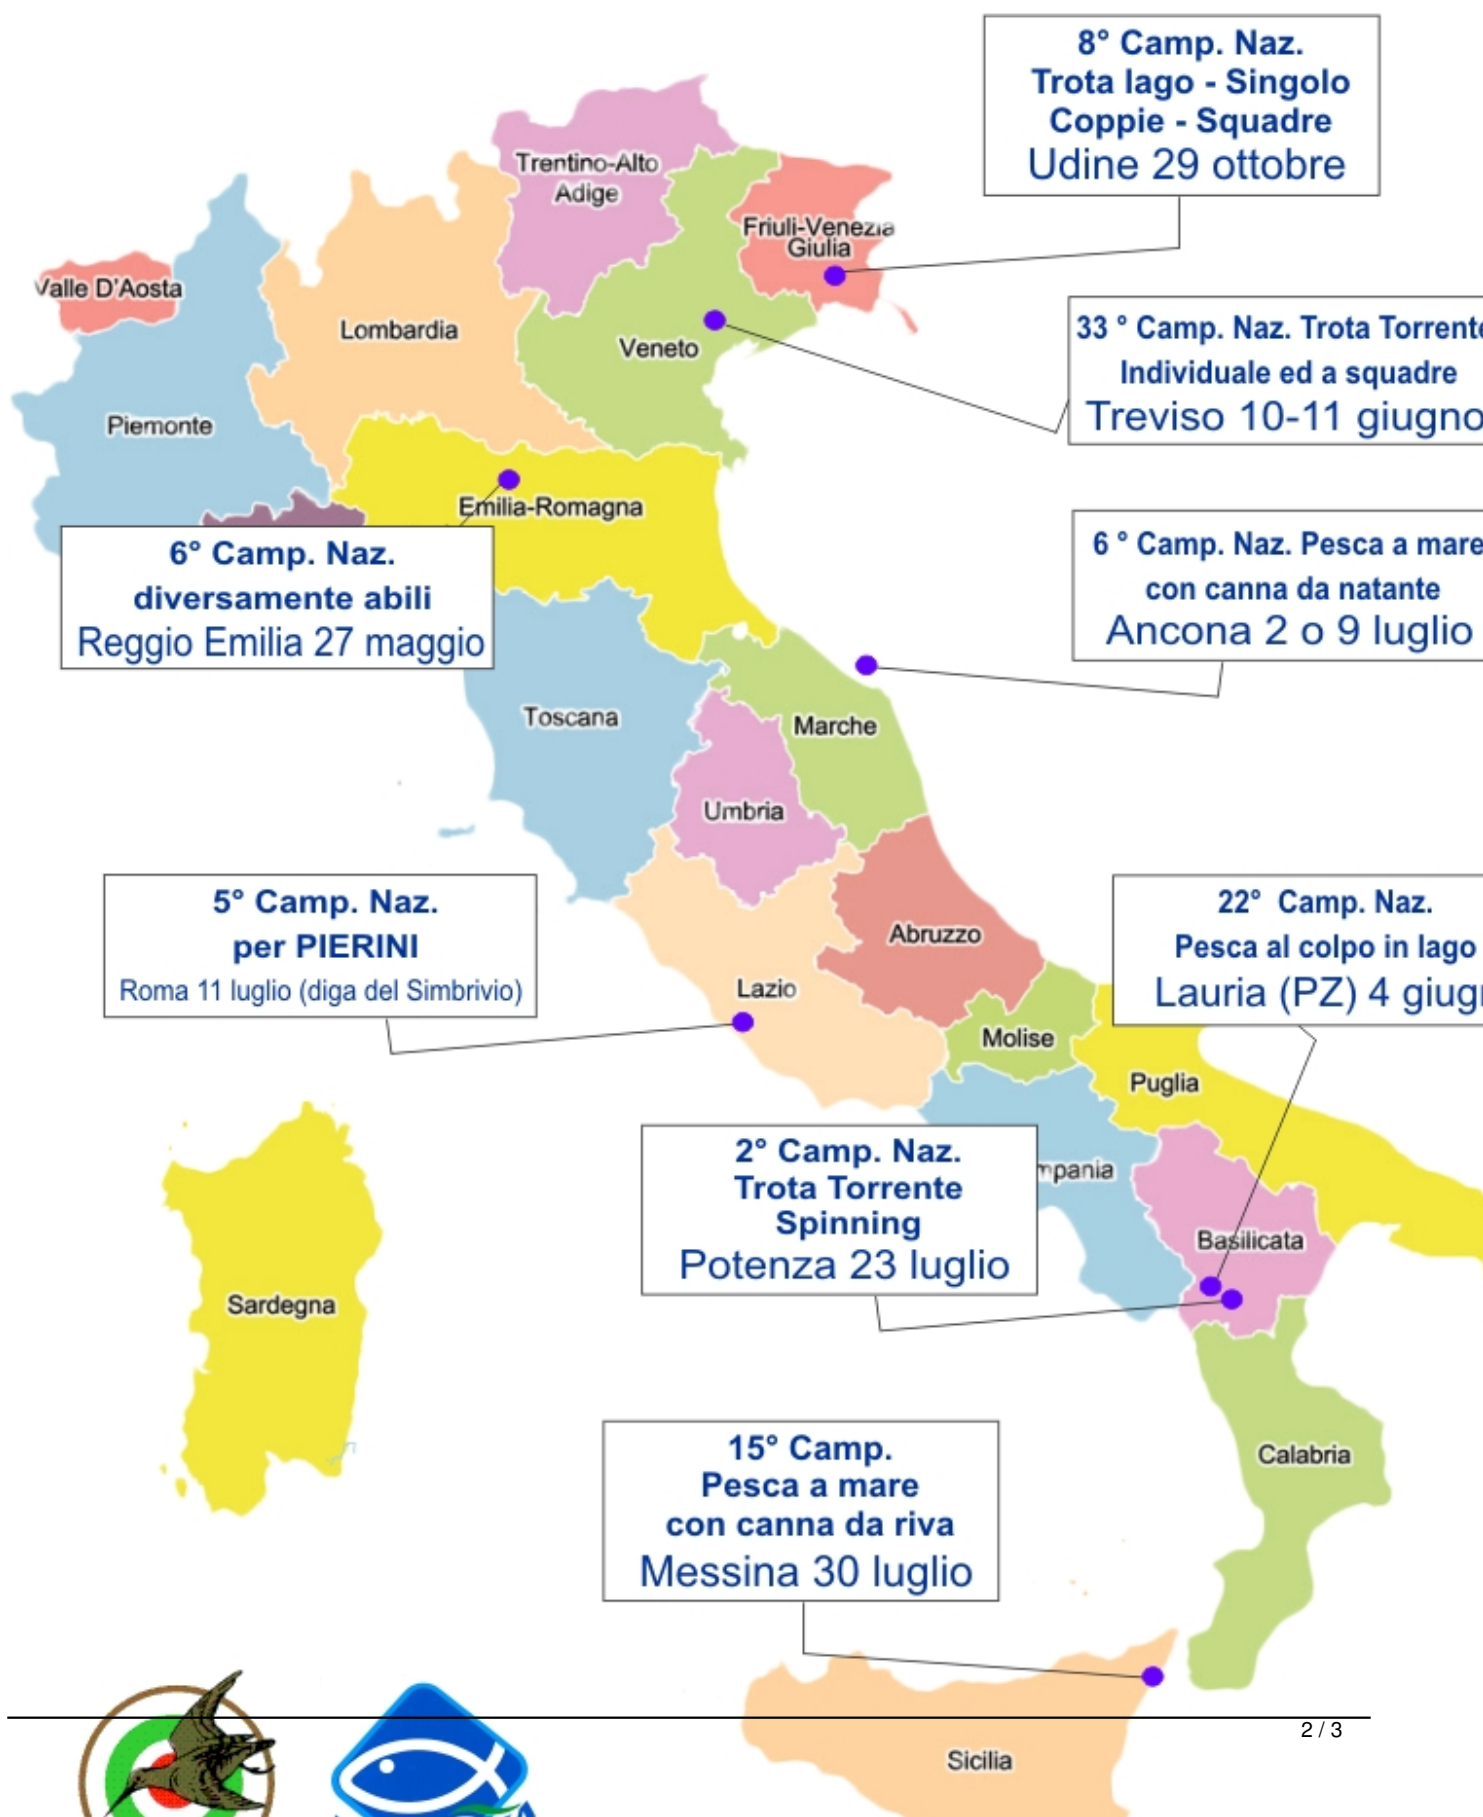 8° Camp. Naz.
Trota lago - Singolo
Coppie - Squadre
Udine 29 ottobre
Trentino-Alto
Adige
Friuli-Venezia
Giulia
Valle D'Aosta
Lombardia
Veneto
33 ° Camp. Naz. Trota Torrente
Individuale ed a squadre
Treviso 10-11 giugno
Piemonte
Emilia-Romagna
6° Camp. Naz.
diversamente abili
Reggio Emilia 27 maggio
6 ° Camp. Naz. Pesca a mare
con canna da natante
Ancona 2 o 9 luglio
Toscana
Marche
Umbria
5° Camp. Naz.
per PIERINI
Roma 11 luglio (diga del Simbrivio)
Abruzzo
22° Camp. Naz.
Pesca al colpo in lago
Lauria (PZ) 4 giug
Lazio
Molise
Puglia
2° Camp. Naz.
Trota Torrente
Spinning
Potenza 23 luglio
mpania
Basilicata
Sardegna
15° Camp.
Pesca a mare
con canna da riva
Messina 30 luglio
Calabria
2 / 3
Sicilia